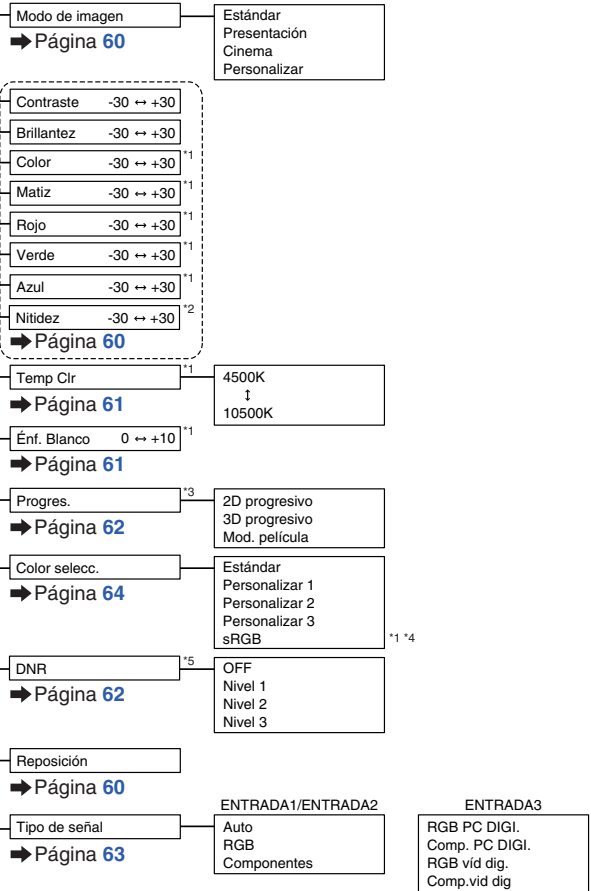 Modo de imagen
Estándar
Presentación
Cinema
Personalizar
Página 60
Contraste -30 ↔ +30
Brillantez -30 ↔ +30
Color -30 ↔ +30 *1
Matiz -30 ↔ +30 *1
Rojo -30 ↔ +30 *1
Verde -30 ↔ +30 *1
Azul -30 ↔ +30 *1
Nitidez -30 ↔ +30 *2
Página 60
Temp Clr *1
4500K
↕
10500K
Página 61
Énf. Blanco 0 ↔ +10 *1
Página 61
Progres. *3
2D progresivo
3D progresivo
Mod. película
Página 62
Color selecc.
Estándar
Personalizar 1
Personalizar 2
Personalizar 3
sRGB *1 *4
Página 64
DNR *5
OFF
Nivel 1
Nivel 2
Nivel 3
Página 62
Reposición
Página 60
Tipo de señal
ENTRADA1/ENTRADA2
Auto
RGB
Componentes
ENTRADA3
RGB PC DIGI.
Comp. PC DIGI.
RGB víd dig.
Comp.vid dig
Página 63